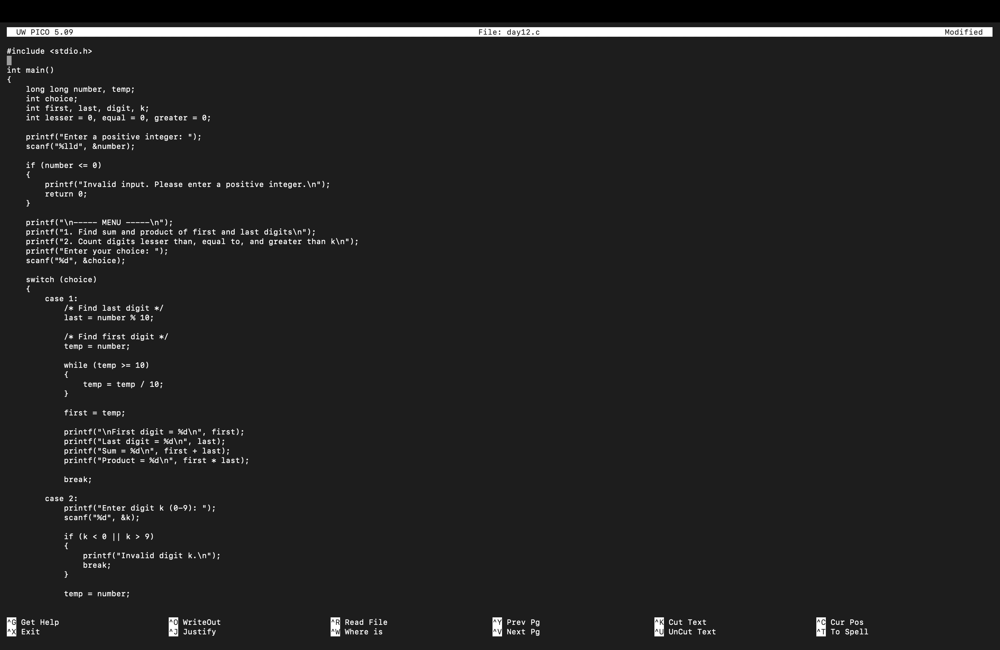 UW PICO 5.09 File: day12.c Modified
#include <stdio.h>
int main()
{
    long long number, temp;
    int choice;
    int first, last, digit, k;
    int lesser = 0, equal = 0, greater = 0;
    printf("Enter a positive integer: ");
    scanf("%lld", &number);
    if (number <= 0)
    {
        printf("Invalid input. Please enter a positive integer.\n");
        return 0;
    }
    printf("\n----- MENU -----\n");
    printf("1. Find sum and product of first and last digits\n");
    printf("2. Count digits lesser than, equal to, and greater than k\n");
    printf("Enter your choice: ");
    scanf("%d", &choice);
    switch (choice)
    {
        case 1:
            /* Find last digit */
            last = number % 10;
            /* Find first digit */
            temp = number;
            while (temp >= 10)
            {
                temp = temp / 10;
            }
            first = temp;
            printf("\nFirst digit = %d\n", first);
            printf("Last digit = %d\n", last);
            printf("Sum = %d\n", first + last);
            printf("Product = %d\n", first * last);
            break;
        case 2:
            printf("Enter digit k (0-9): ");
            scanf("%d", &k);
            if (k < 0 || k > 9)
            {
                printf("Invalid digit k.\n");
                break;
            }
            temp = number;
^G Get Help ^O WriteOut ^R Read File ^Y Prev Pg ^K Cut Text ^C Cur Pos
^X Exit ^J Justify ^W Where is ^V Next Pg ^U UnCut Text ^T To Spell